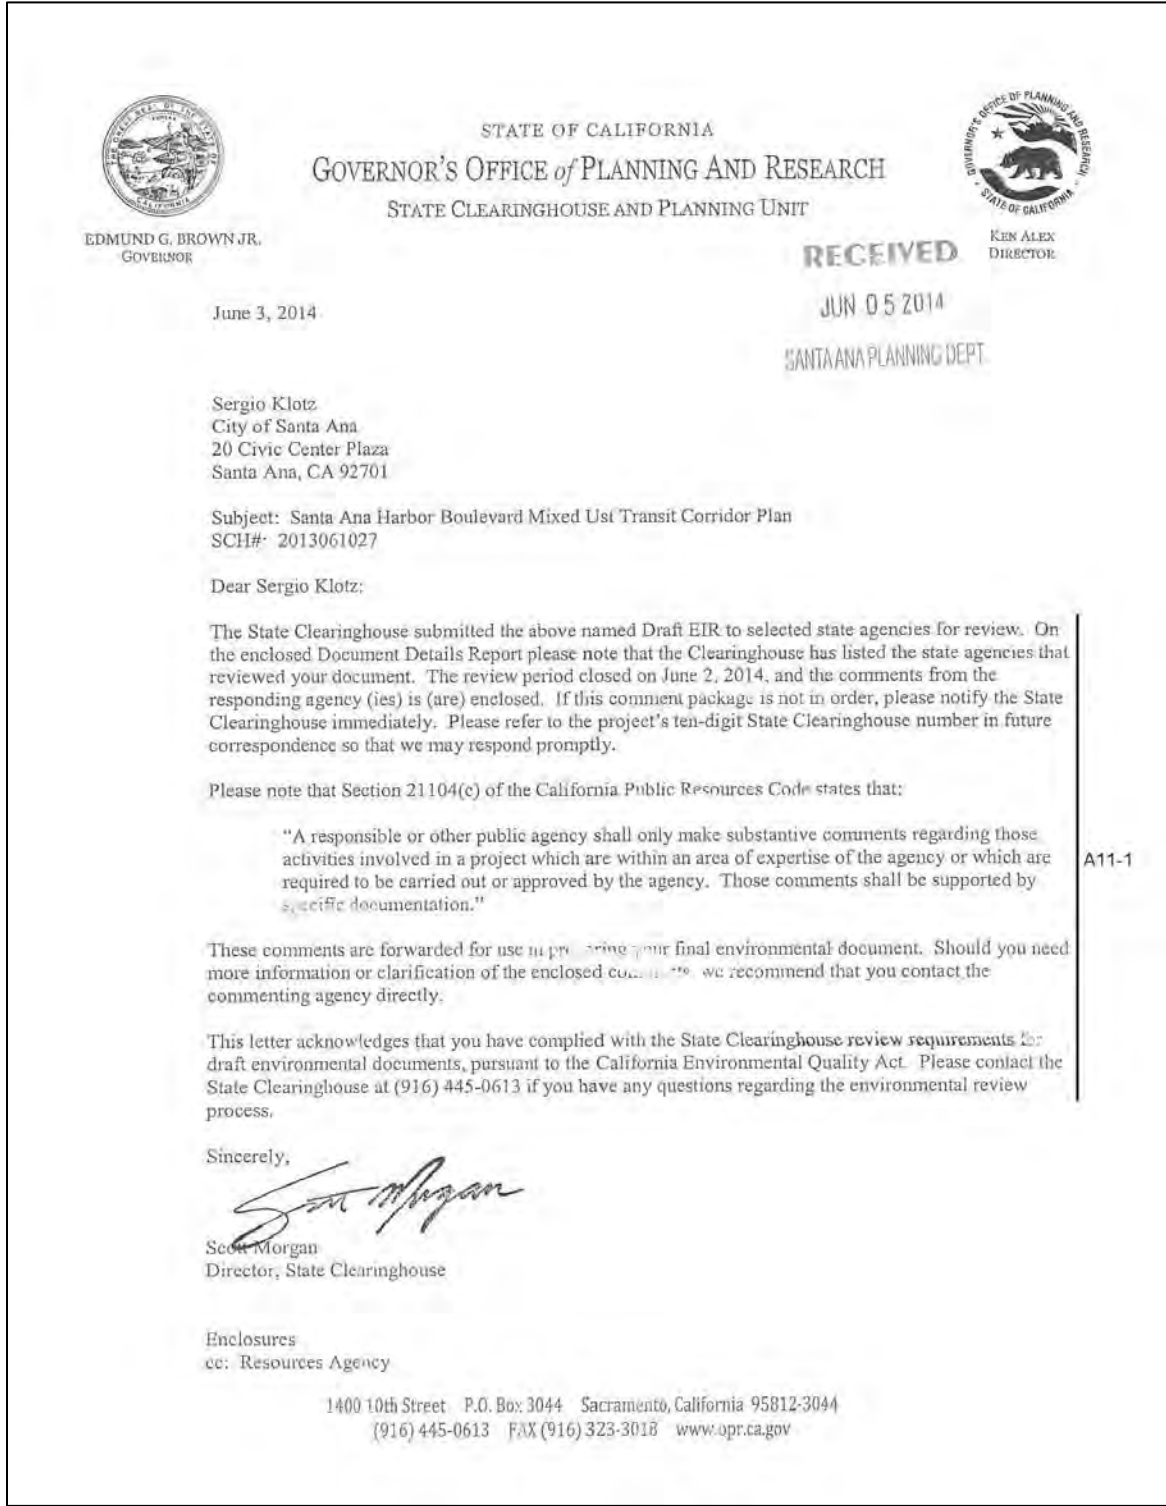 STATE OF CALIFORNIA
GOVERNOR'S OFFICE of PLANNING AND RESEARCH
STATE CLEARINGHOUSE AND PLANNING UNIT
EDMUND G. BROWN JR.
GOVERNOR
GOVERNOR'S OFFICE OF PLANNING AND RESEARCH
STATE OF CALIFORNIA
KEN ALEX
DIRECTOR
RECEIVED
JUN 05 2014
SANTA ANA PLANNING DEPT
June 3, 2014
Sergio Klotz
City of Santa Ana
20 Civic Center Plaza
Santa Ana, CA 92701
Subject: Santa Ana Harbor Boulevard Mixed Ust Transit Corridor Plan
SCH#: 2013061027
Dear Sergio Klotz:
The State Clearinghouse submitted the above named Draft EIR to selected state agencies for review. On
the enclosed Document Details Report please note that the Clearinghouse has listed the state agencies that
reviewed your document. The review period closed on June 2, 2014, and the comments from the
responding agency (ies) is (are) enclosed. If this comment package is not in order, please notify the State
Clearinghouse immediately. Please refer to the project's ten-digit State Clearinghouse number in future
correspondence so that we may respond promptly.
Please note that Section 21104(c) of the California Public Resources Code states that:
"A responsible or other public agency shall only make substantive comments regarding those
activities involved in a project which are within an area of expertise of the agency or which are
required to be carried out or approved by the agency. Those comments shall be supported by
specific documentation."
A11-1
These comments are forwarded for use in your final environmental document. Should you need
more information or clarification of the enclosed we recommend that you contact the
commenting agency directly.
This letter acknowledges that you have complied with the State Clearinghouse review requirements for
draft environmental documents, pursuant to the California Environmental Quality Act. Please contact the
State Clearinghouse at (916) 445-0613 if you have any questions regarding the environmental review
process.
Sincerely,
Scott Morgan
Scott Morgan
Director, State Clearinghouse
Enclosures
cc: Resources Agency
1400 10th Street P.O. Box 3044 Sacramento, California 95812-3044
(916) 445-0613 FAX (916) 323-3018 www.opr.ca.gov